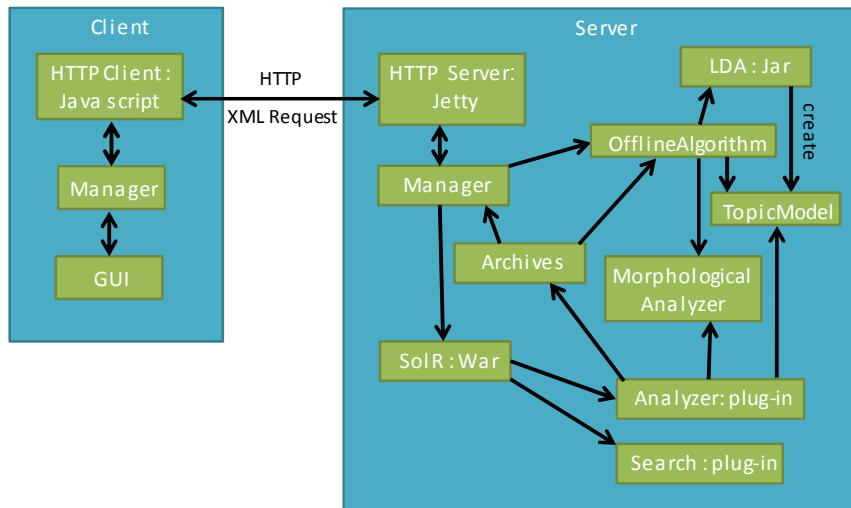 Client
HTTP Client :
Java script
Manager
GUI
HTTP
XML Request
Server
HTTP Server:
Jetty
LDA : Jar
create
OfflineAlgorithm
Manager
TopicModel
Archives
Morphological
Analyzer
SolR : War
Analyzer: plug-in
Search : plug-in